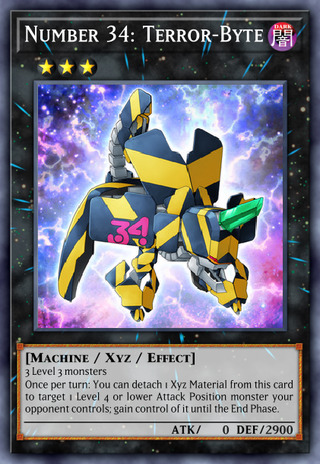 Number 34: Terror-Byte
DARK
闇
34
[Machine / Xyz / Effect]
3 Level 3 monsters
Once per turn: You can detach 1 Xyz Material from this card
to target 1 Level 4 or lower Attack Position monster your
opponent controls; gain control of it until the End Phase.
ATK/ 0 DEF/2900